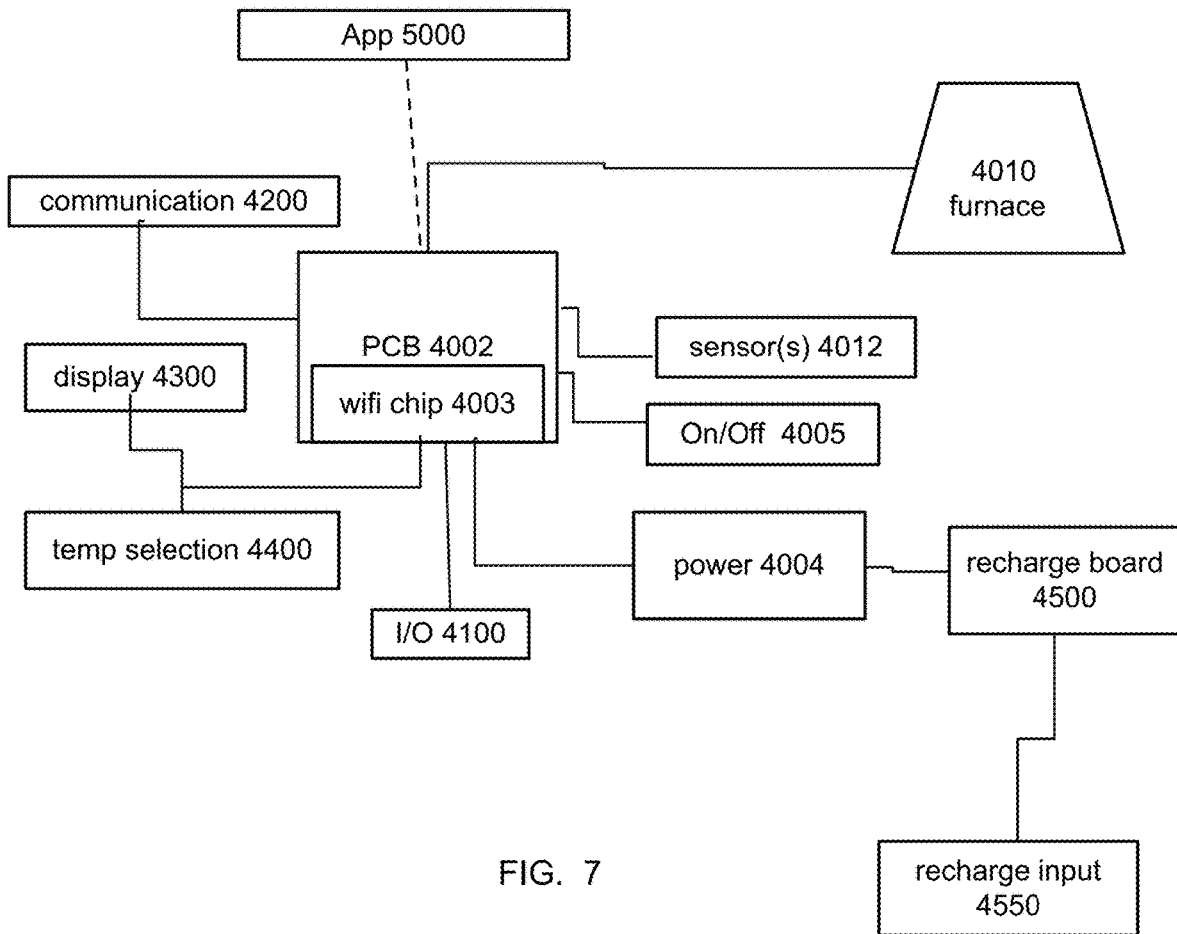 App 5000
4010
furnace
communication 4200
PCB 4002
sensor(s) 4012
display 4300
wifi chip 4003
On/Off 4005
temp selection 4400
power 4004
recharge board
4500
I/O 4100
recharge input
4550
FIG. 7